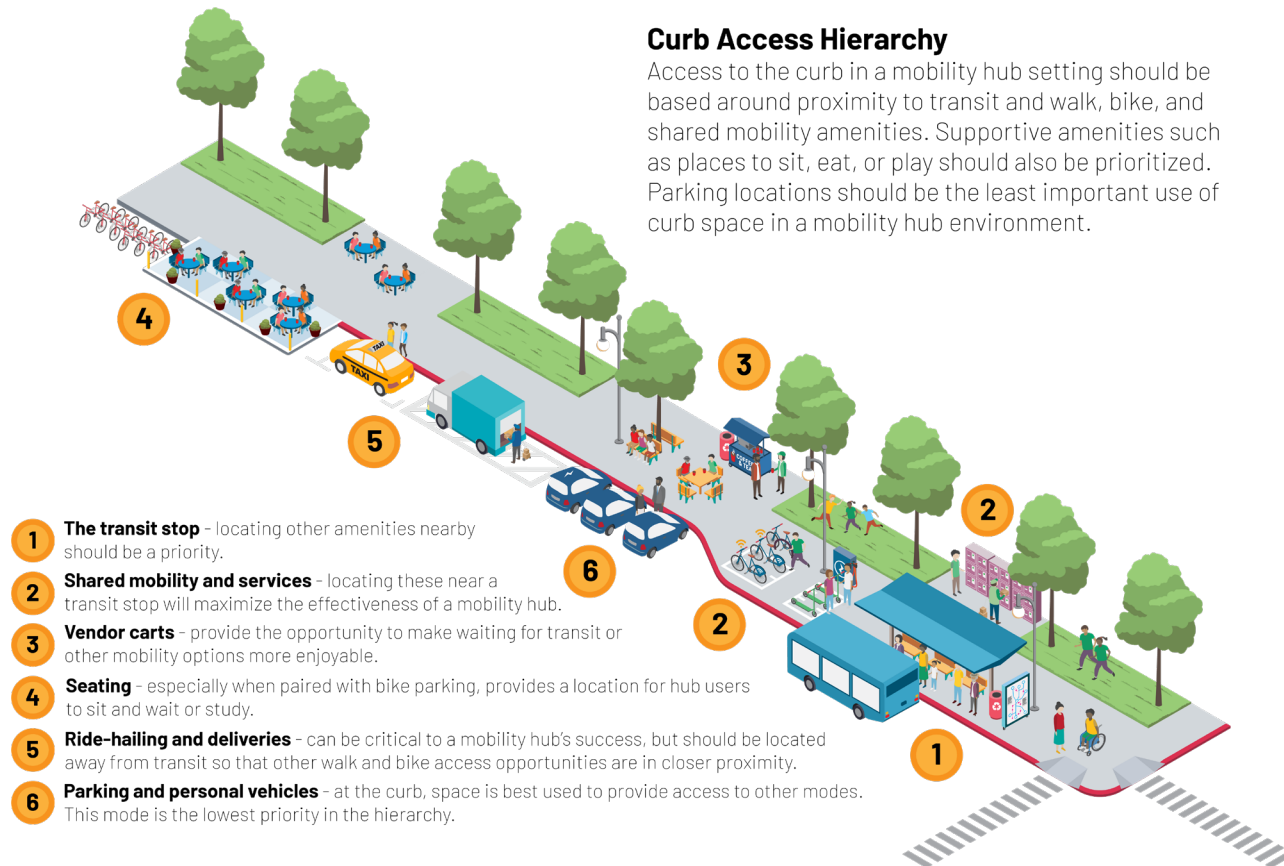 Curb Access Hierarchy
Access to the curb in a mobility hub setting should be
based around proximity to transit and walk, bike, and
shared mobility amenities. Supportive amenities such
as places to sit, eat, or play should also be prioritized.
Parking locations should be the least important use of
curb space in a mobility hub environment.
4
3
TAXI
TAXI
5
COFFEE
& TEA
2
6
2
1
1
The transit stop - locating other amenities nearby
should be a priority.
2
Shared mobility and services - locating these near a
transit stop will maximize the effectiveness of a mobility hub.
3
Vendor carts - provide the opportunity to make waiting for transit or
other mobility options more enjoyable.
4
Seating - especially when paired with bike parking, provides a location for hub users
to sit and wait or study.
5
Ride-hailing and deliveries - can be critical to a mobility hub's success, but should be located
away from transit so that other walk and bike access opportunities are in closer proximity.
6
Parking and personal vehicles - at the curb, space is best used to provide access to other modes.
This mode is the lowest priority in the hierarchy.